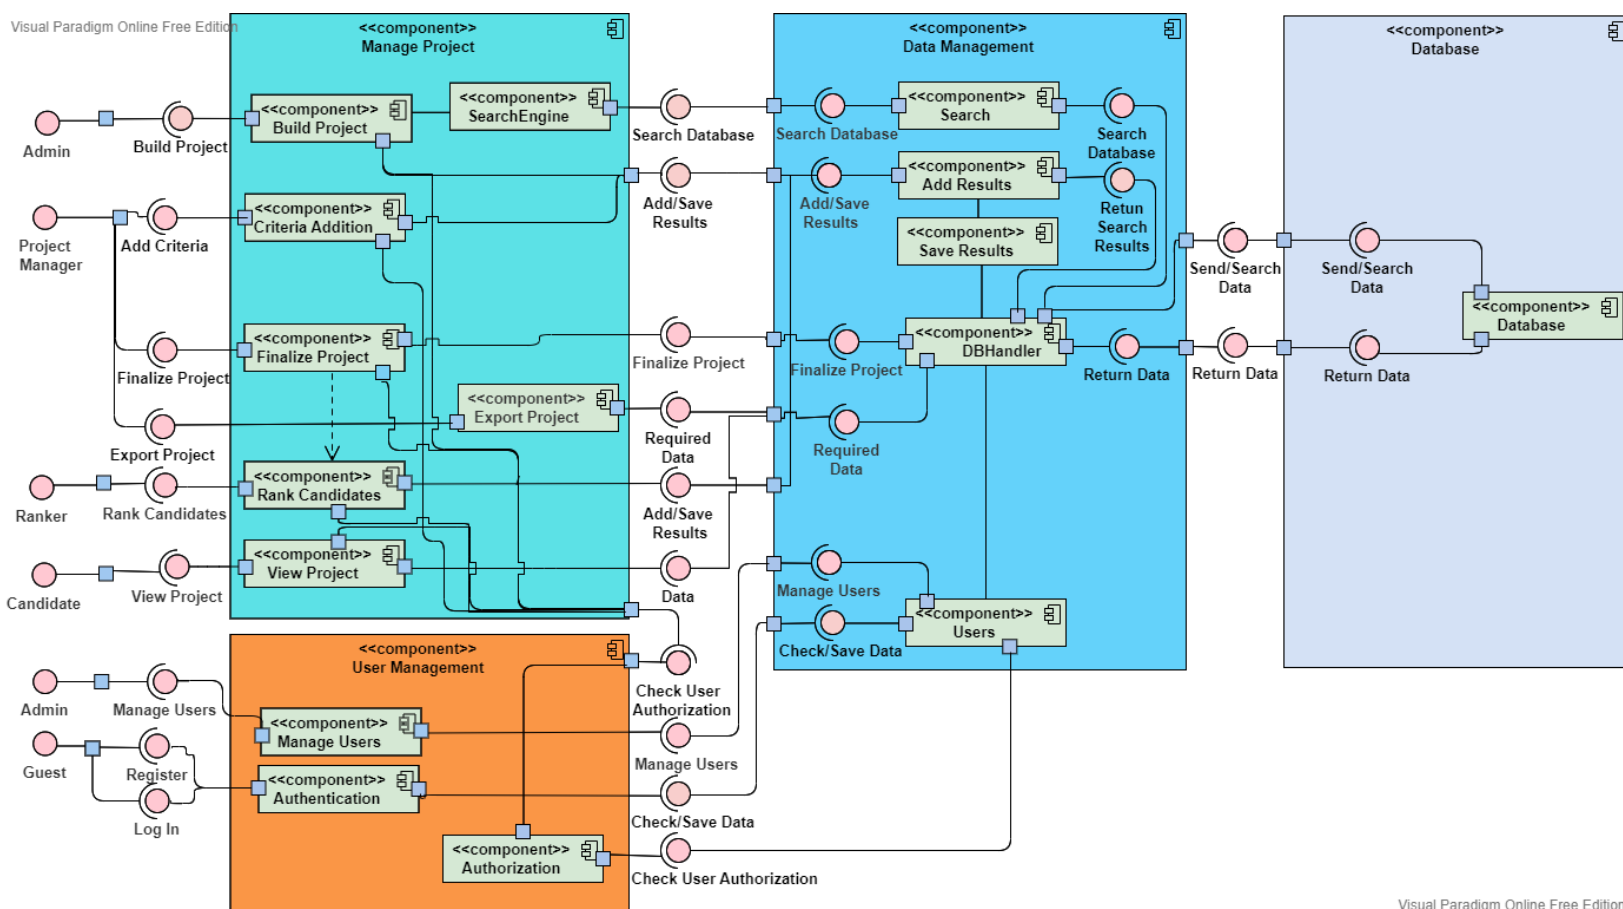 Visual Paradigm Online Free Edition
<<component>>
Manage Project
<<component>>
Data Management
<<component>>
Database
Admin
Build Project
<<component>>
Build Project
<<component>>
SearchEngine
Search Database
Search Database
<<component>>
Search
Search
Database
Project
Manager
Add Criteria
<<component>>
Criteria Addition
Add/Save
Results
Add/Save
Results
<<component>>
Add Results
Retun
Search
Results
<<component>>
Save Results
Send/Search
Data
Send/Search
Data
<<component>>
Database
Finalize Project
<<component>>
Finalize Project
Finalize Project
Finalize Project
<<component>>
DBHandler
Return Data
Return Data
Return Data
Export Project
<<component>>
Export Project
Required
Data
Required
Data
Ranker
Rank Candidates
<<component>>
Rank Candidates
Add/Save
Results
Candidate
View Project
<<component>>
View Project
Data
Manage Users
<<component>>
Users
Check/Save Data
<<component>>
User Management
Check User
Authorization
Admin
Manage Users
<<component>>
Manage Users
Manage Users
Guest
Register
Log In
<<component>>
Authentication
Check/Save Data
<<component>>
Authorization
Check User Authorization
Visual Paradigm Online Free Edition